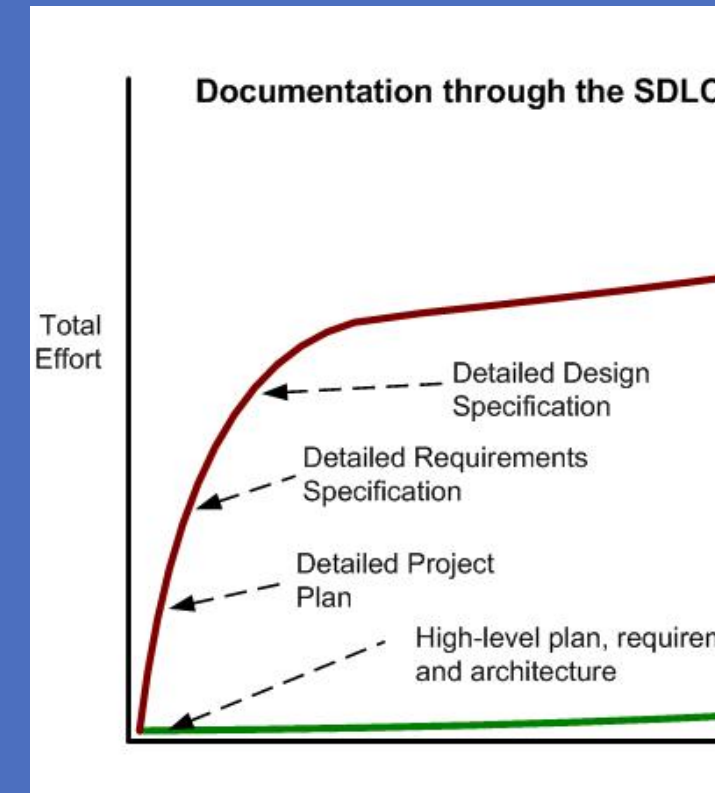 Documentation through the SDLC
Total
Effort
Detailed Design
Specification
Detailed Requirements
Specification
Detailed Project
Plan
High-level plan,
and architecture